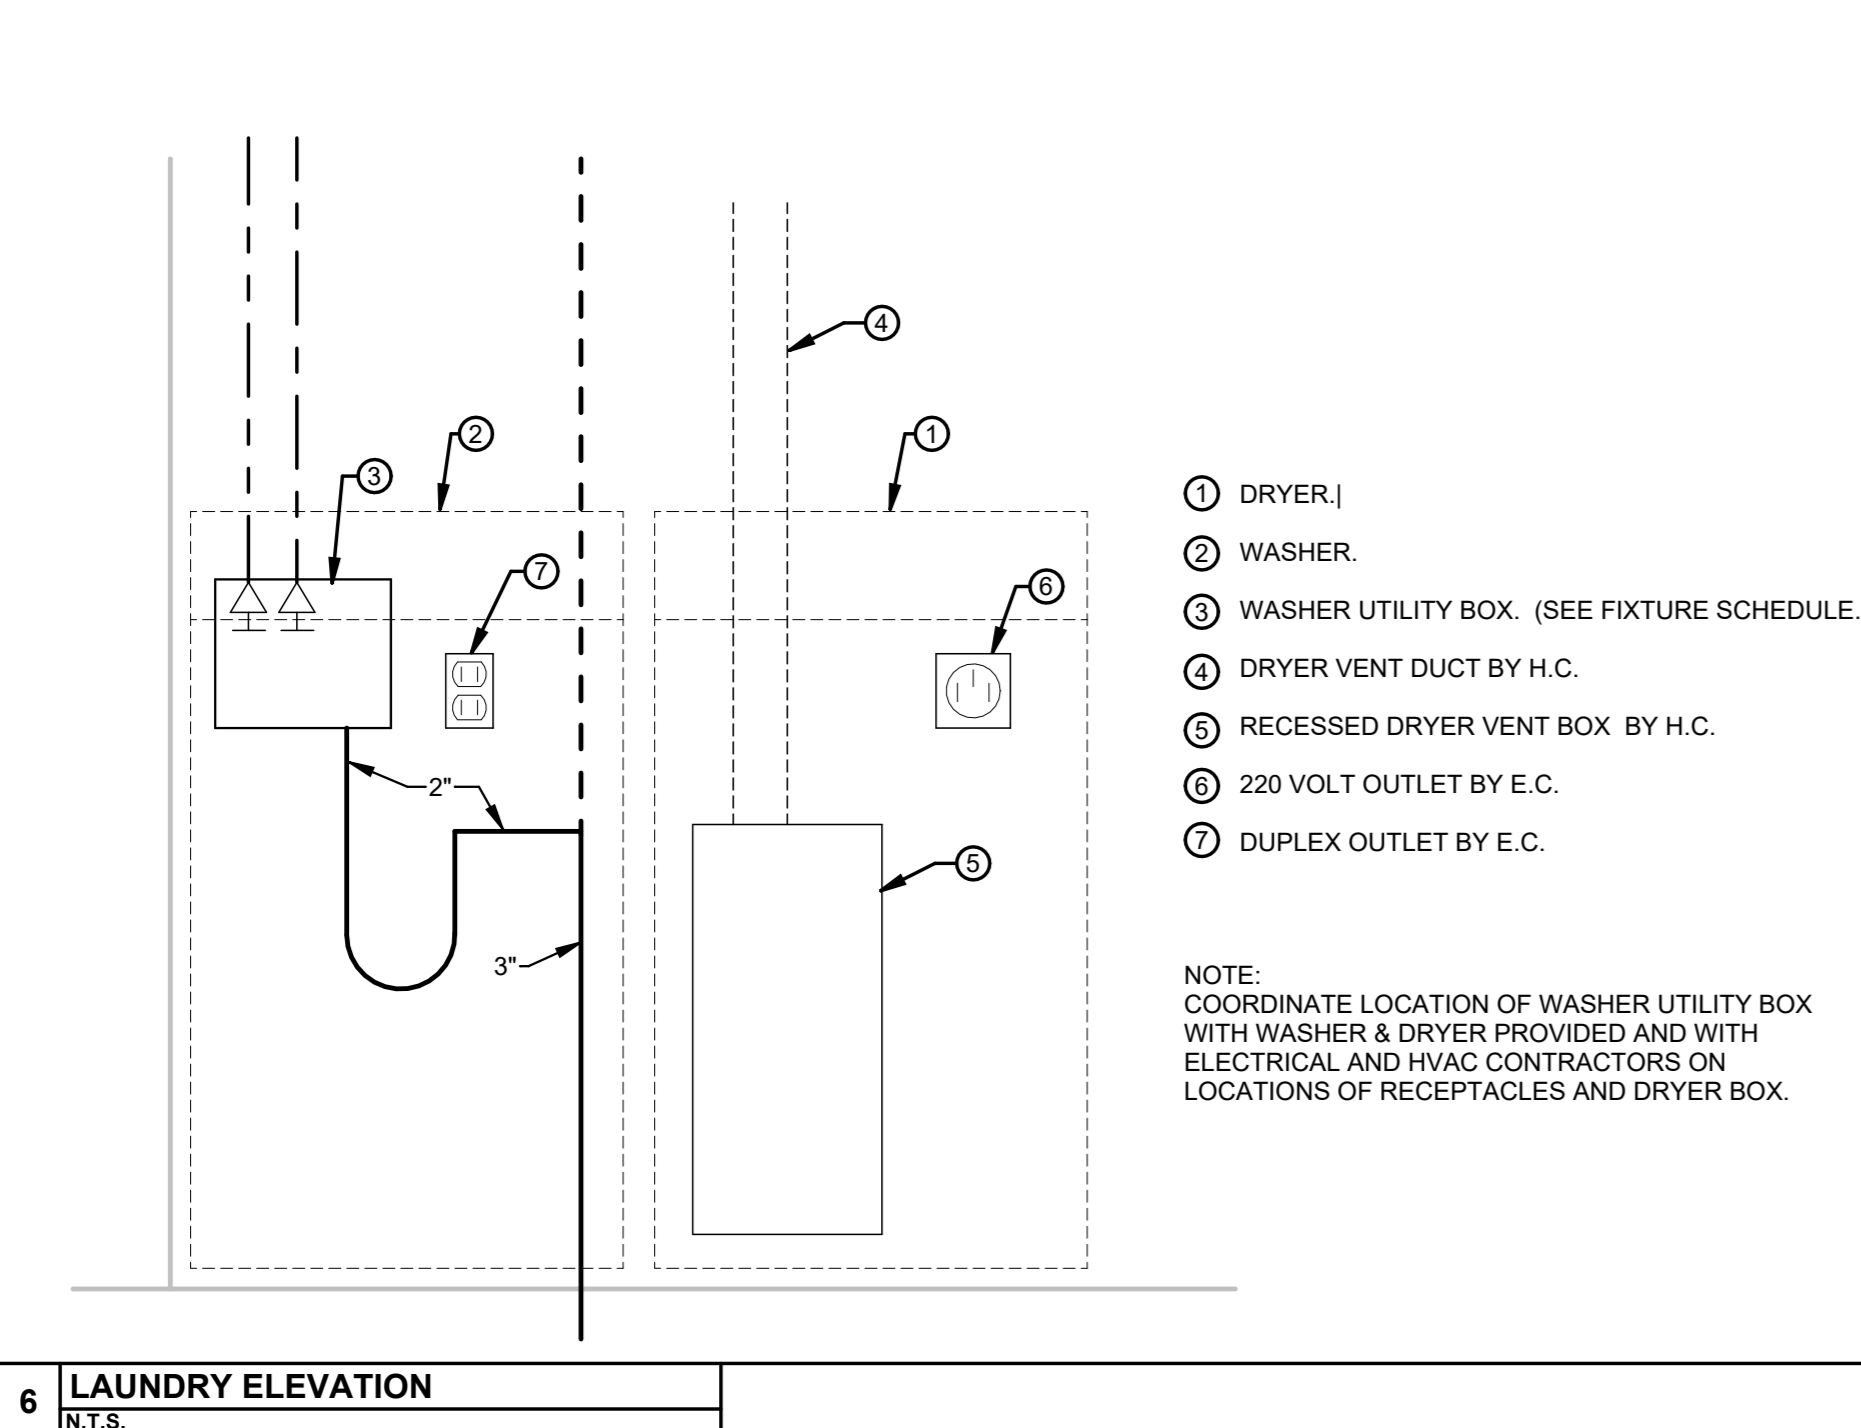 4
2
1
3
7
6
2"
5
3"
1 DRYER.|
2 WASHER.
3 WASHER UTILITY BOX. (SEE FIXTURE SCHEDULE.
4 DRYER VENT DUCT BY H.C.
5 RECESSED DRYER VENT BOX BY H.C.
6 220 VOLT OUTLET BY E.C.
7 DUPLEX OUTLET BY E.C.
NOTE:
COORDINATE LOCATION OF WASHER UTILITY BOX
WITH WASHER & DRYER PROVIDED AND WITH
ELECTRICAL AND HVAC CONTRACTORS ON
LOCATIONS OF RECEPTACLES AND DRYER BOX.
6 LAUNDRY ELEVATION
N.T.S.